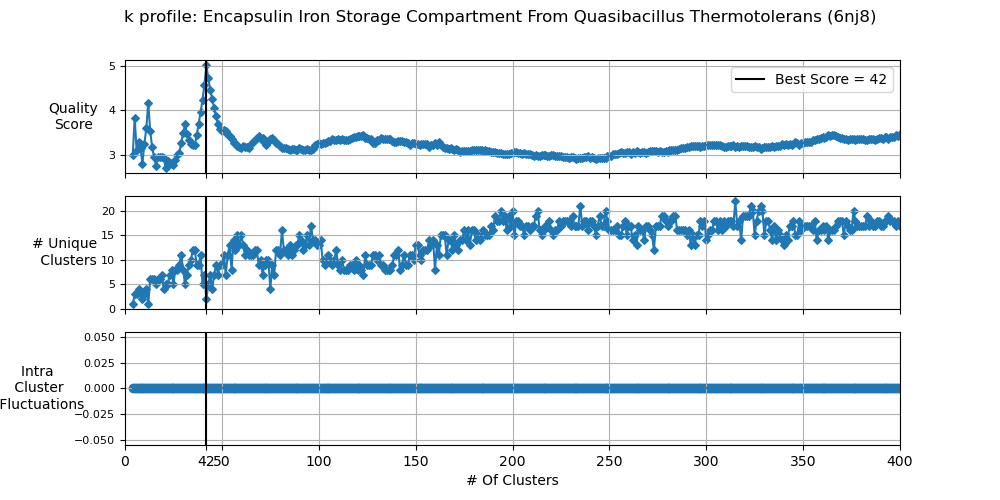 k profile: Encapsulin Iron Storage Compartment From Quasibacillus Thermotolerans (6nj8)
Quality
Score
5
4
3
Best Score = 42
# Unique
Clusters
20
15
10
5
0
Intra
Cluster
Fluctuations
0.050
0.025
0.000
−0.025
−0.050
0 42 50 100 150 200 250 300 350 400
# Of Clusters